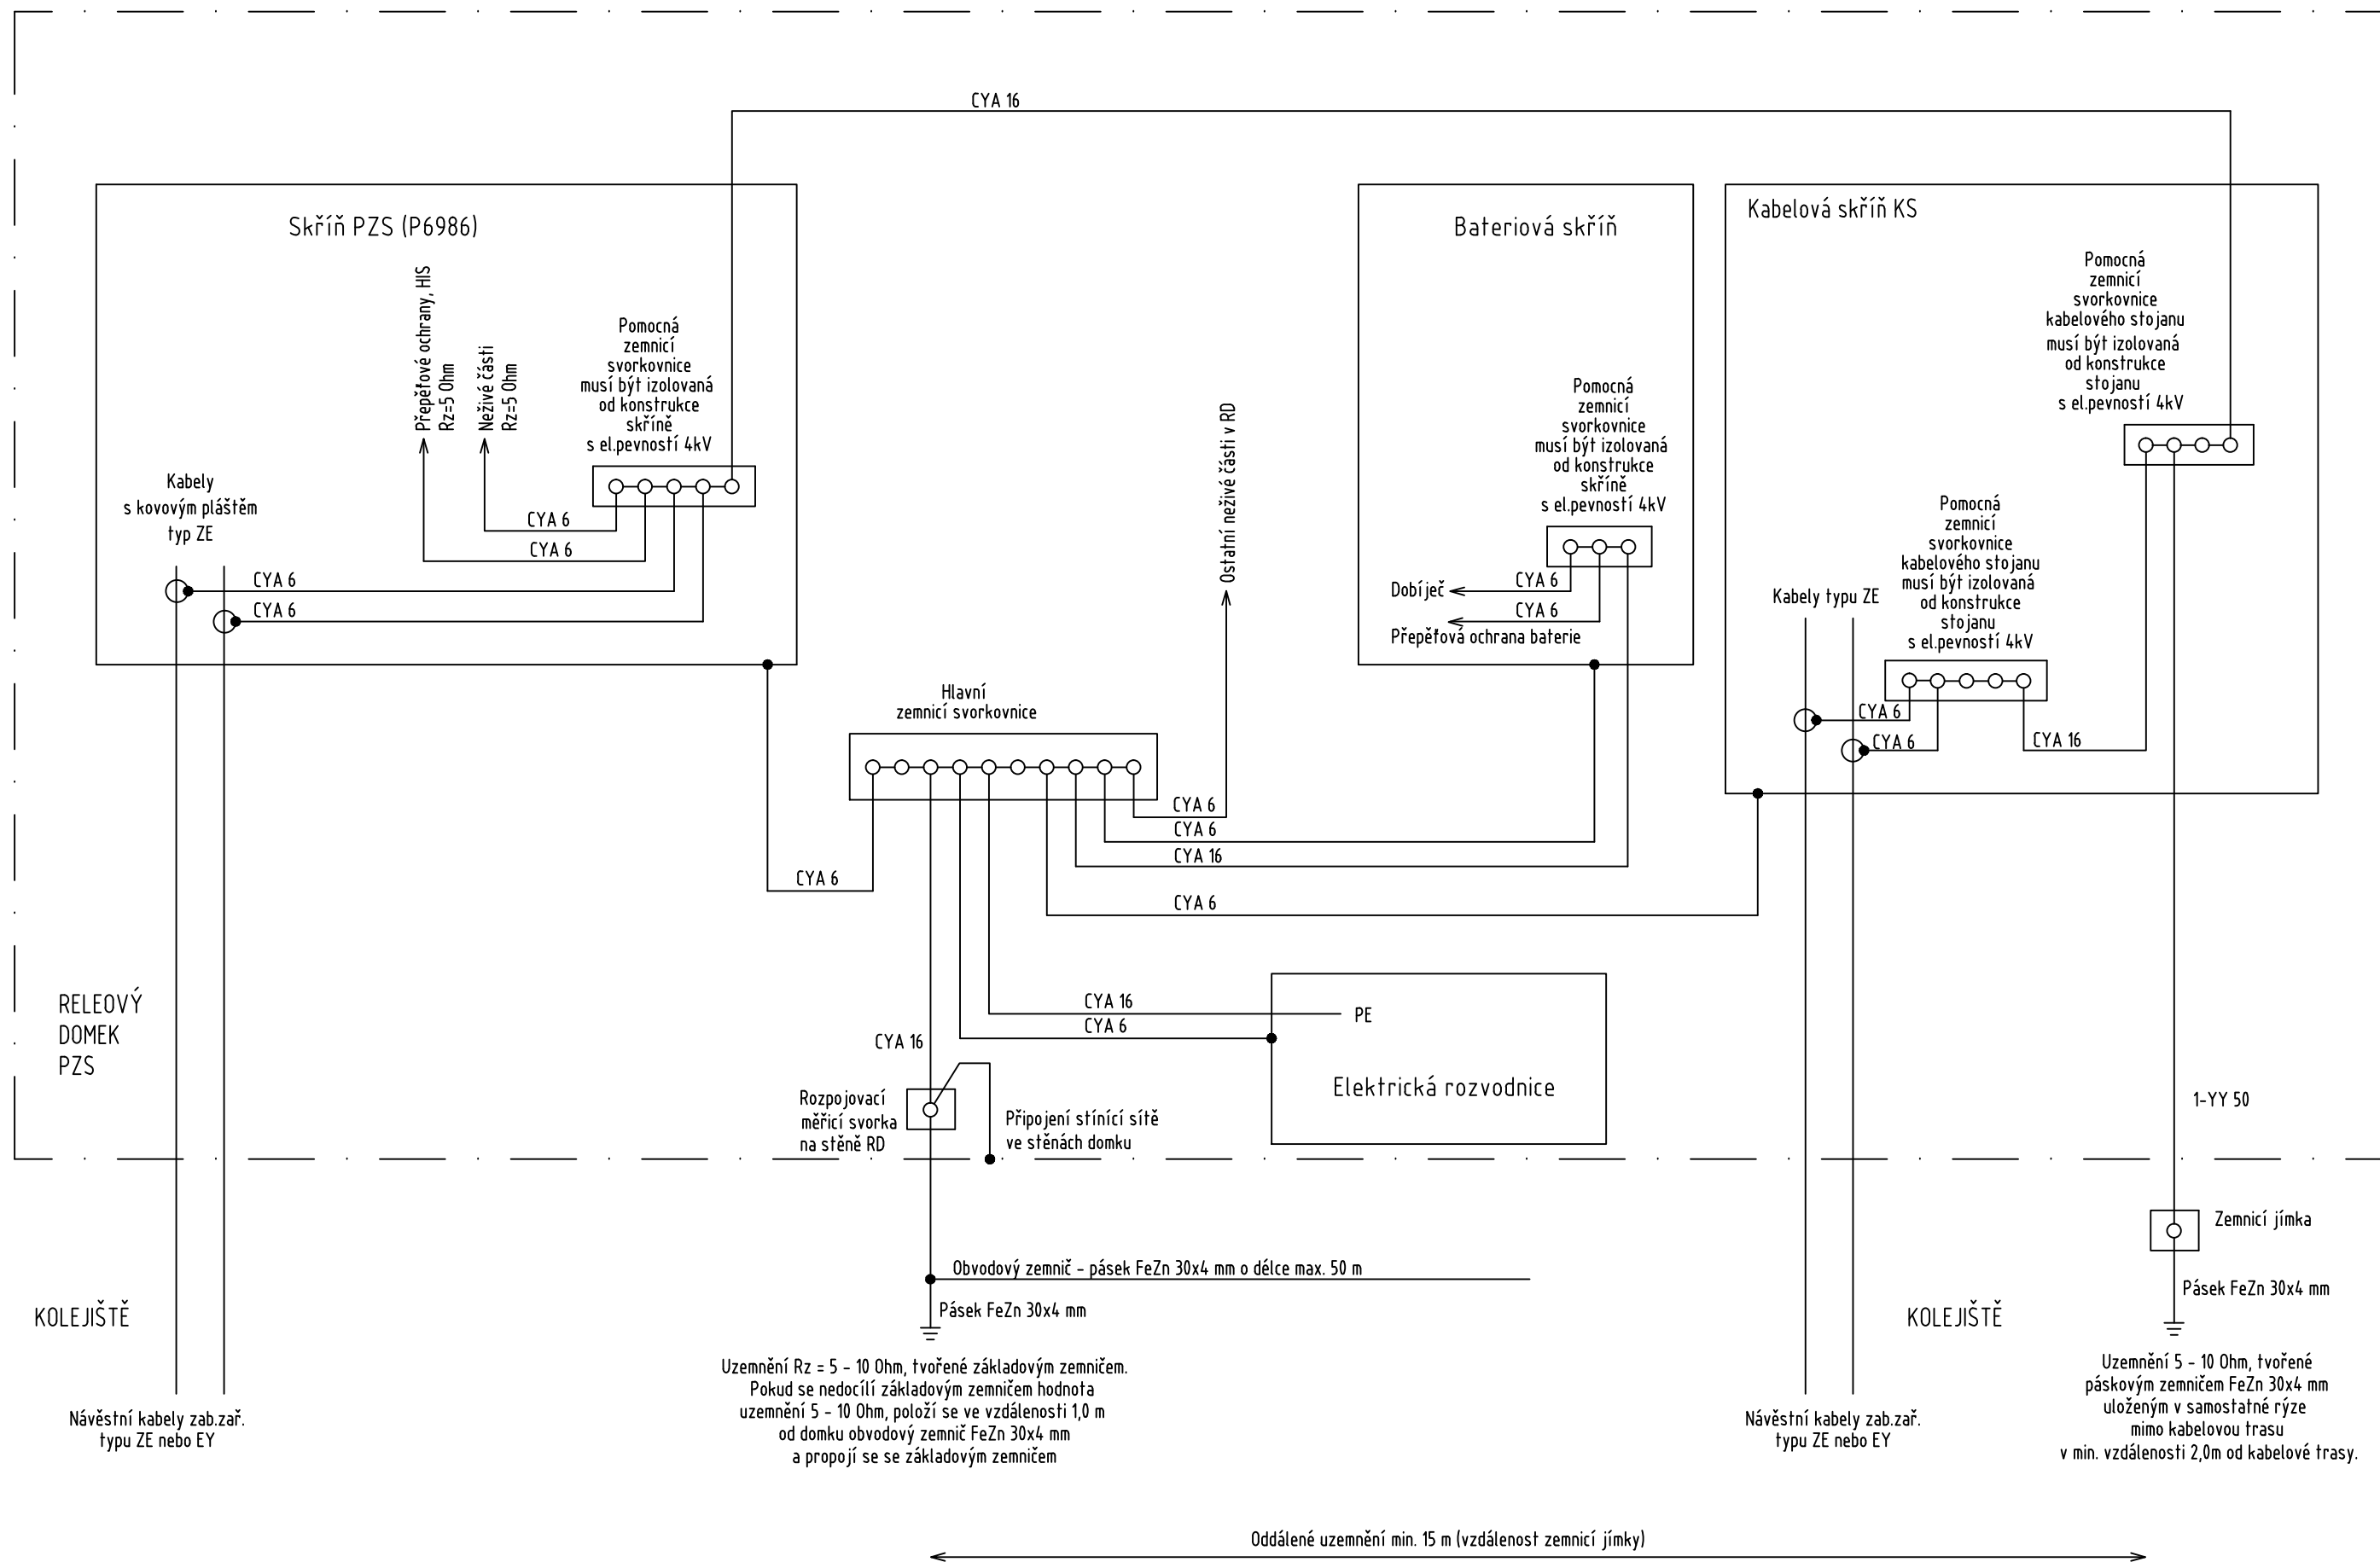 CYA 16
Skříň PZS (P6986)
Přepěťové ochrany, HIS
Rz=5 Ohm
Neživé části
Rz=5 Ohm
Pomocná
zemnicí
svorkovnice
musí být izolovaná
od konstrukce
skříně
s el.pevností 4kV
Kabely
s kovovým pláštěm
typ ZE
CYA 6
CYA 6
CYA 6
CYA 6
Ostatní neživé části v RD
Bateriová skříň
Pomocná
zemnicí
svorkovnice
musí být izolovaná
od konstrukce
skříně
s el.pevností 4kV
Dobíječ
CYA 6
CYA 6
Přepěťová ochrana baterie
Kabelová skříň KS
Pomocná
zemnicí
svorkovnice
kabelového stojanu
musí být izolovaná
od konstrukce
stojanu
s el.pevností 4kV
Pomocná
zemnicí
svorkovnice
kabelového stojanu
musí být izolovaná
od konstrukce
stojanu
s el.pevností 4kV
Kabely typu ZE
CYA 6
CYA 6
CYA 16
Hlavní
zemnicí svorkovnice
CYA 6
CYA 6
CYA 16
CYA 6
CYA 6
CYA 16
CYA 6
PE
Elektrická rozvodnice
CYA 16
RELEOVÝ
DOMEK
PZS
Rozpojovací
měřicí svorka
na stěně RD
Připojení stínící sítě
ve stěnách domku
1-YY 50
Zemnicí jímka
Pásek FeZn 30x4 mm
Obvodový zemnič - pásek FeZn 30x4 mm o délce max. 50 m
Pásek FeZn 30x4 mm
KOLEJIŠTĚ
KOLEJIŠTĚ
Uzemnění Rz = 5 - 10 Ohm, tvořené základovým zemničem.
Pokud se nedocílí základovým zemničem hodnota
uzemnění 5 - 10 Ohm, položí se ve vzdálenosti 1,0 m
od domku obvodový zemnič FeZn 30x4 mm
a propojí se se základovým zemničem
Uzemnění 5 - 10 Ohm, tvořené
páskovým zemničem FeZn 30x4 mm
uloženým v samostatné rýze
mimo kabelovou trasu
v min. vzdálenosti 2,0m od kabelové trasy.
Návěstní kabely zab.zař.
typu ZE nebo EY
Návěstní kabely zab.zař.
typu ZE nebo EY
Oddálené uzemnění min. 15 m (vzdálenost zemnicí jímky)